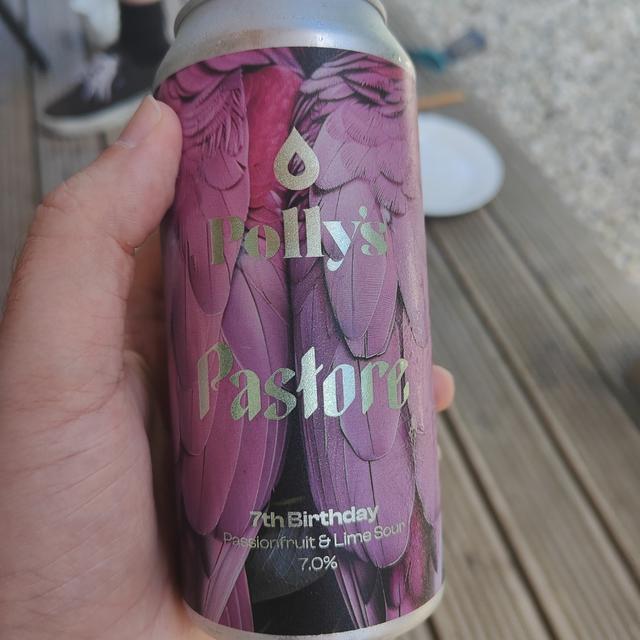 Polly's
Pastore
7th Birthday
Passionfruit & Lime Sour
7.0%